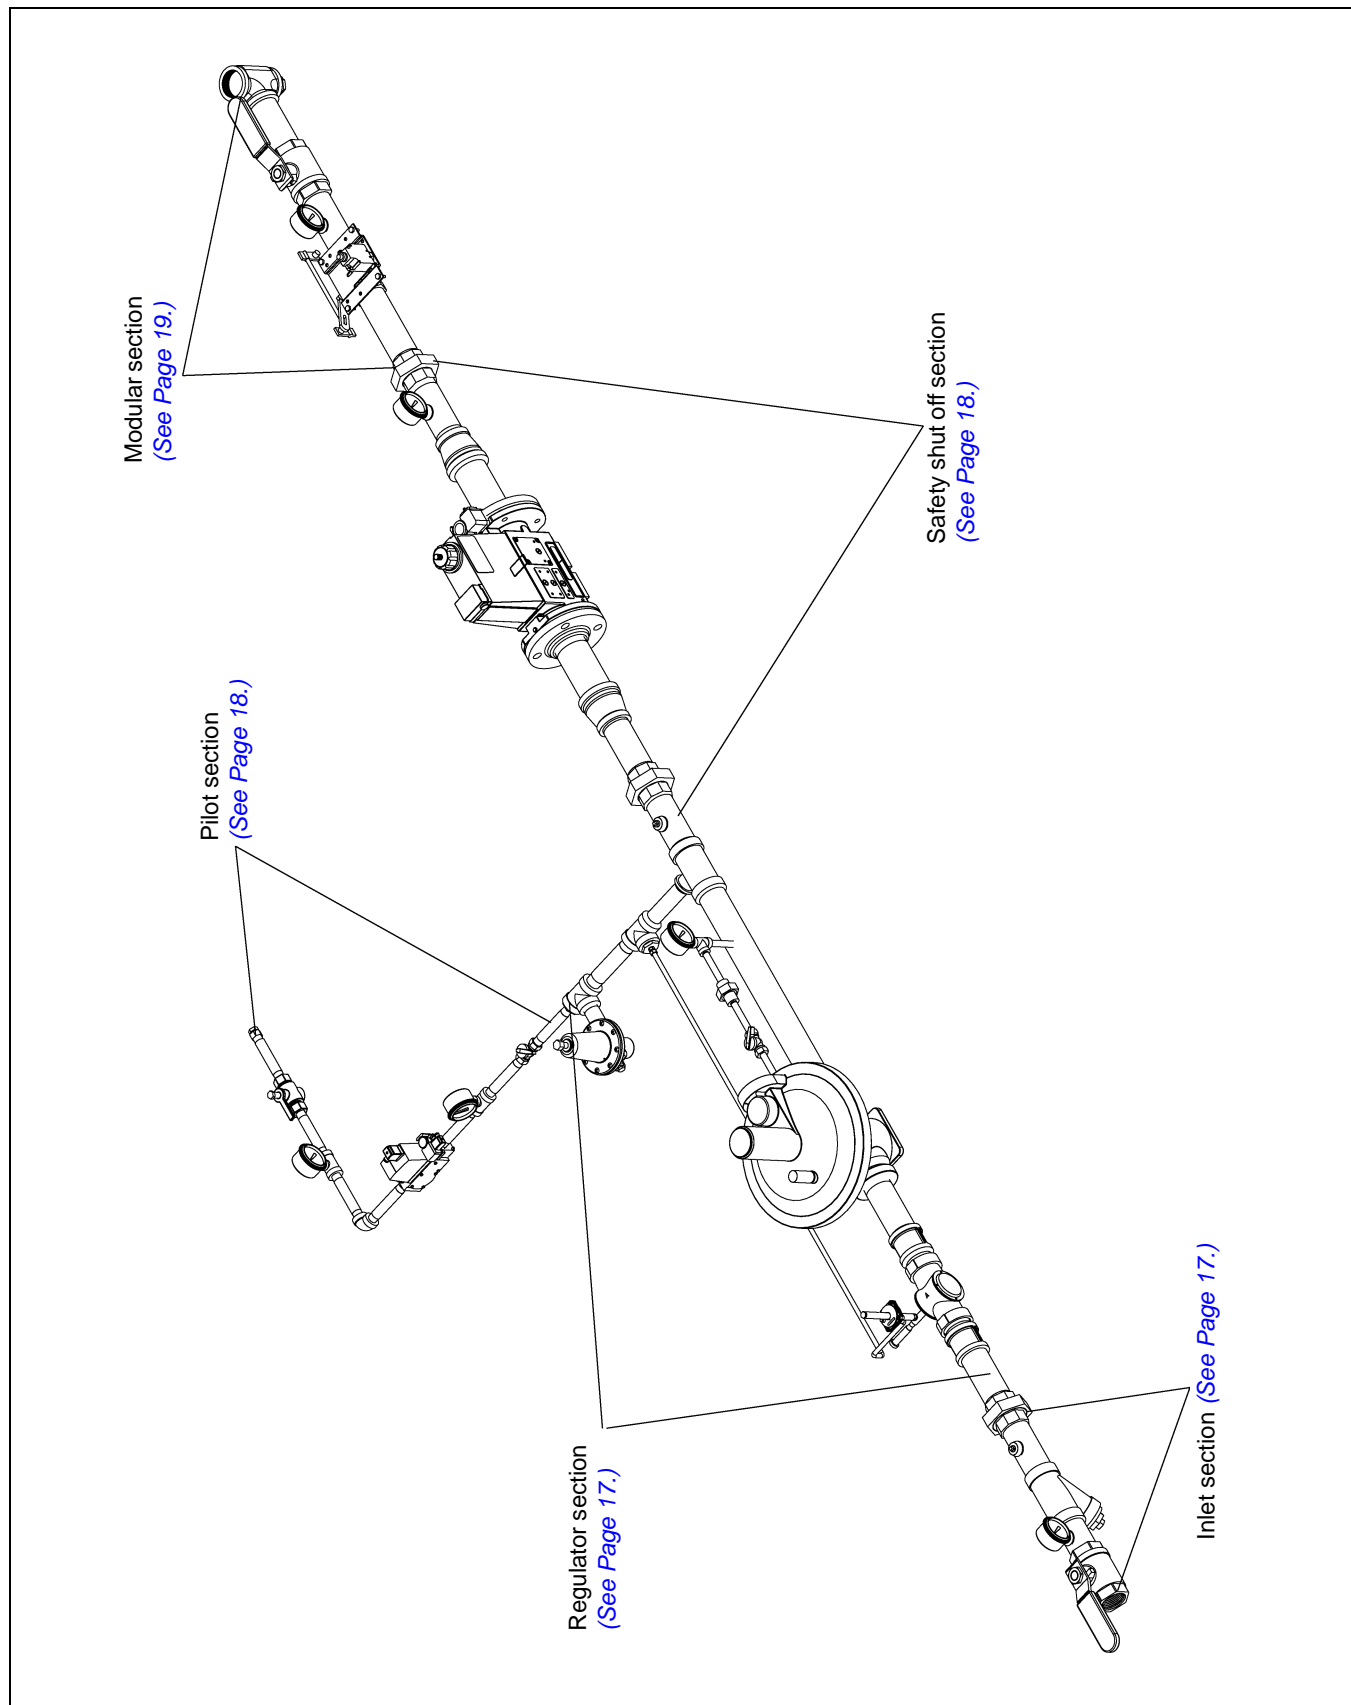 Modular section
(See Page 19.)
Safety shut off section
(See Page 18.)
Pilot section
(See Page 18.)
Regulator section
(See Page 17.)
Inlet section (See Page 17.)